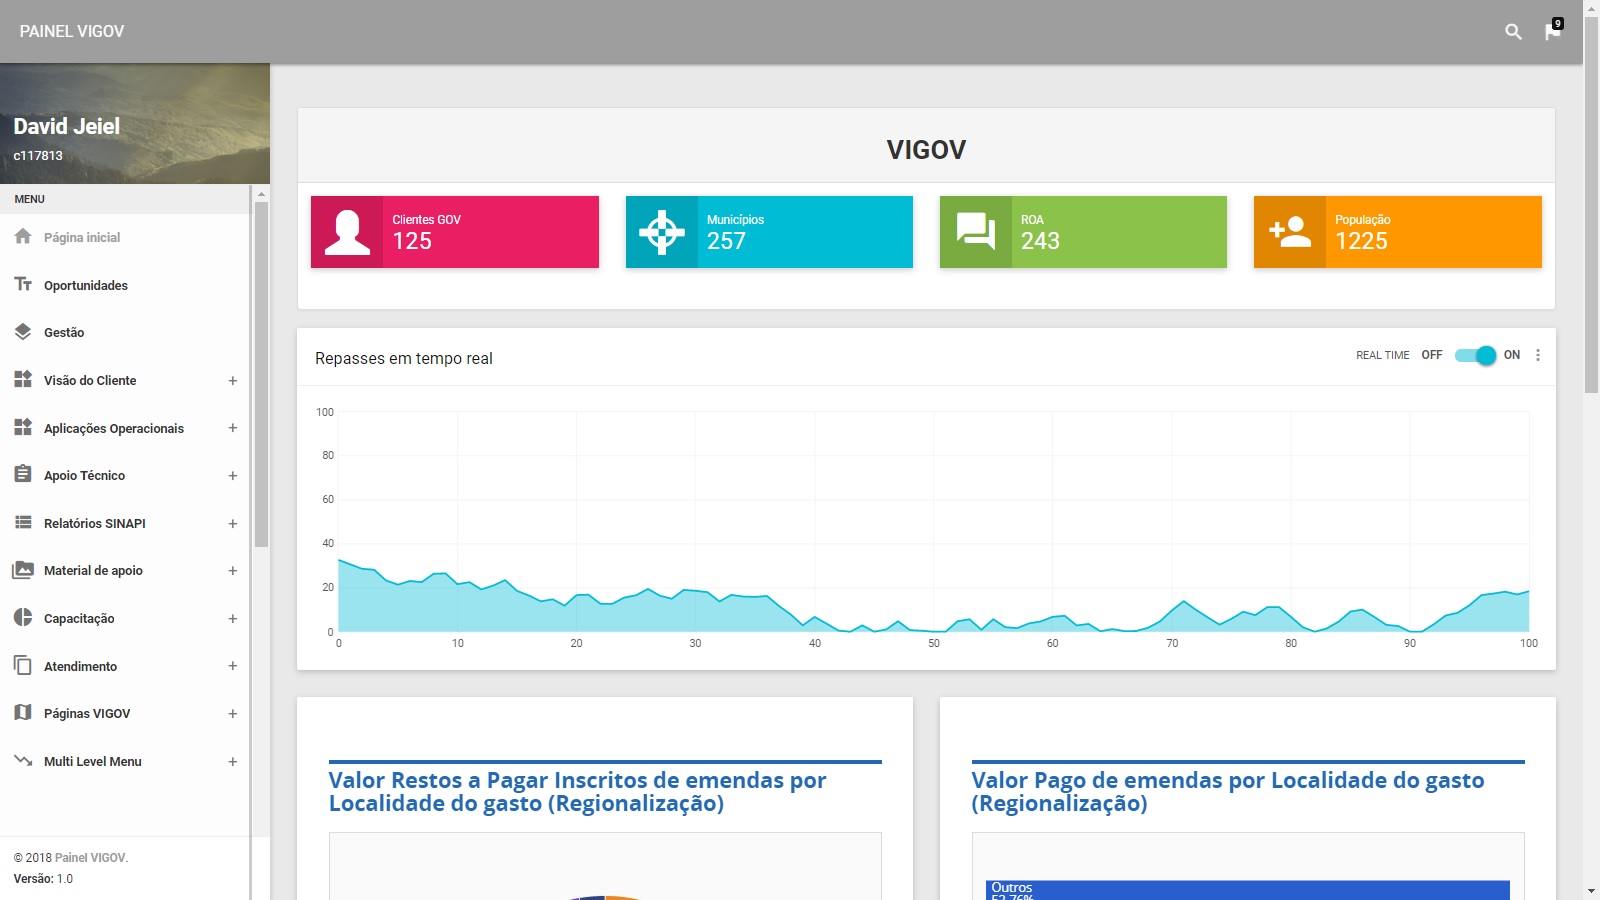 PAINEL VIGOV
9
David Jeiel
c117813
MENU
Página inicial
Oportunidades
Gestão
Visão do Cliente +
Aplicações Operacionais +
Apoio Técnico +
Relatórios SINAPI +
Material de apoio +
Capacitação +
Atendimento +
Páginas VIGOV +
Multi Level Menu +
© 2018 Painel VIGOV.
Versão: 1.0
VIGOV
Clientes GOV
125
Municípios
257
ROA
243
População
1225
Repasses em tempo real
REAL TIME OFF ON
100
80
60
40
20
0
0 10 20 30 40 50 60 70 80 90 100
Valor Restos a Pagar Inscritos de emendas por
Localidade do gasto (Regionalização)
Valor Pago de emendas por Localidade do gasto
(Regionalização)
Outros
52,76%